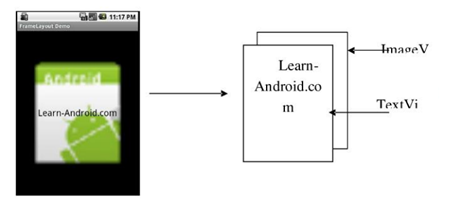 11:17 PM
FrameLayout Demo
Android
Learn-Android.com
Learn-
Android.co
m
ImageV
TextVi